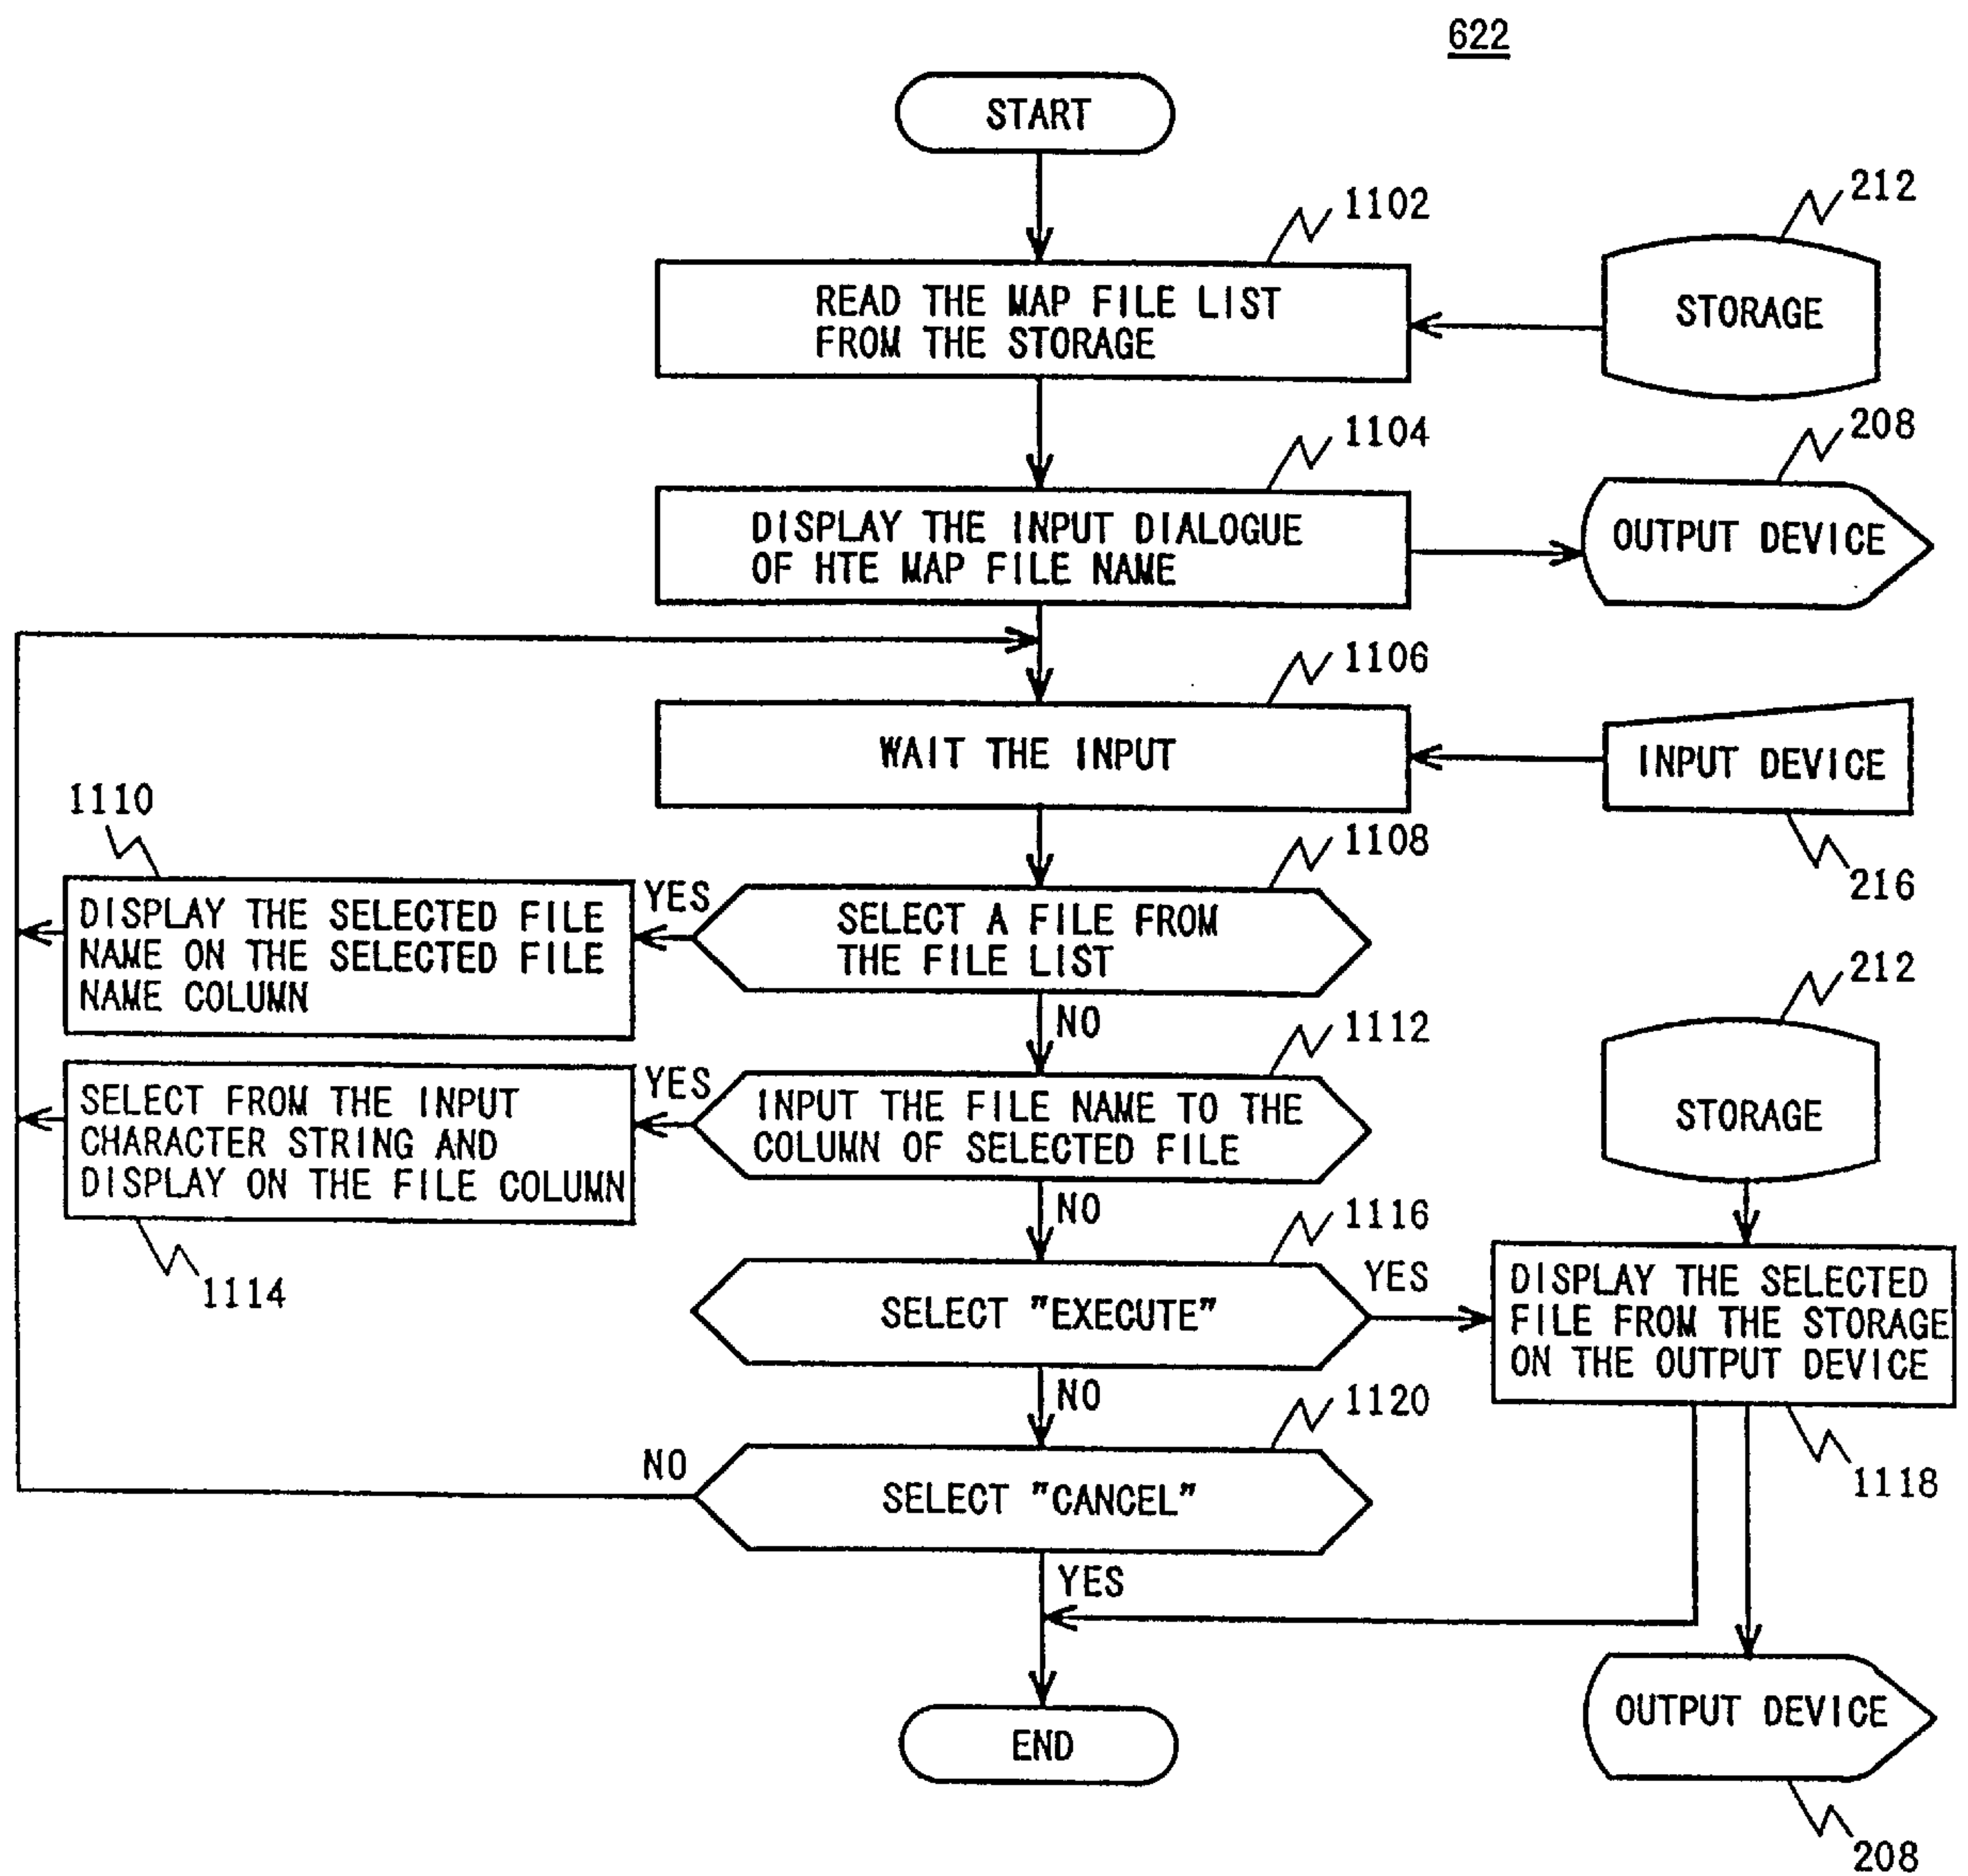 622
START
1102
212
READ THE MAP FILE LIST
FROM THE STORAGE
STORAGE
1104
208
DISPLAY THE INPUT DIALOGUE
OF HTE MAP FILE NAME
OUTPUT DEVICE
1106
WAIT THE INPUT
INPUT DEVICE
216
1110
1108
YES
DISPLAY THE SELECTED FILE
NAME ON THE SELECTED FILE
NAME COLUMN
SELECT A FILE FROM
THE FILE LIST
NO
212
1112
YES
SELECT FROM THE INPUT
CHARACTER STRING AND
DISPLAY ON THE FILE COLUMN
INPUT THE FILE NAME TO THE
COLUMN OF SELECTED FILE
STORAGE
NO
1114
1116
YES
SELECT "EXECUTE"
DISPLAY THE SELECTED
FILE FROM THE STORAGE
ON THE OUTPUT DEVICE
NO
1120
1118
NO
SELECT "CANCEL"
YES
END
OUTPUT DEVICE
208